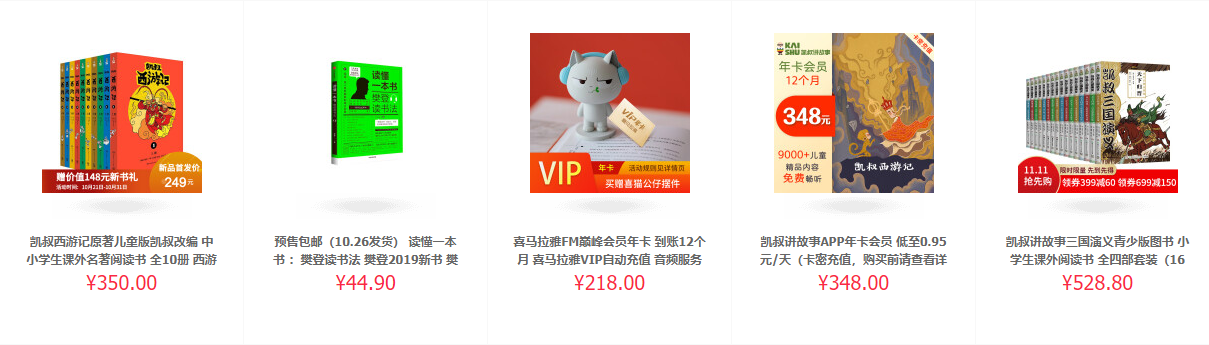 凯叔
西游记
赠价值148元新书礼
活动时间：10月21日-10月31日
新品首发价
249元
凯叔西游记原著儿童版凯叔改编 中
小学生课外名著阅读书 全10册 西游
¥350.00
读懂
一本书
樊登
读书法
预售包邮（10.26发货） 读懂一本
书： 樊登读书法 樊登2019新书 樊
¥44.90
VIP年卡
VIP
年卡
活动规则见详情页
买赠喜猫公仔摆件
喜马拉雅FM巅峰会员年卡 到账12个
月 喜马拉雅VIP自动充值 音频服务
¥218.00
KAI
SHU 凯叔讲故事
卡密充值
年卡会员
12个月
348元
9000+儿童
精品内容
免费畅听
凯叔西游记
凯叔讲故事APP年卡会员 低至0.95
元/天（卡密充值，购买前请查看详
¥348.00
凯叔三国演义
天下归晋
11.11
抢先购
限时限量 先到先得
领券399减60 领券699减150
凯叔讲故事三国演义青少版图书 小
学生课外阅读书 全四部套装（16
¥528.80